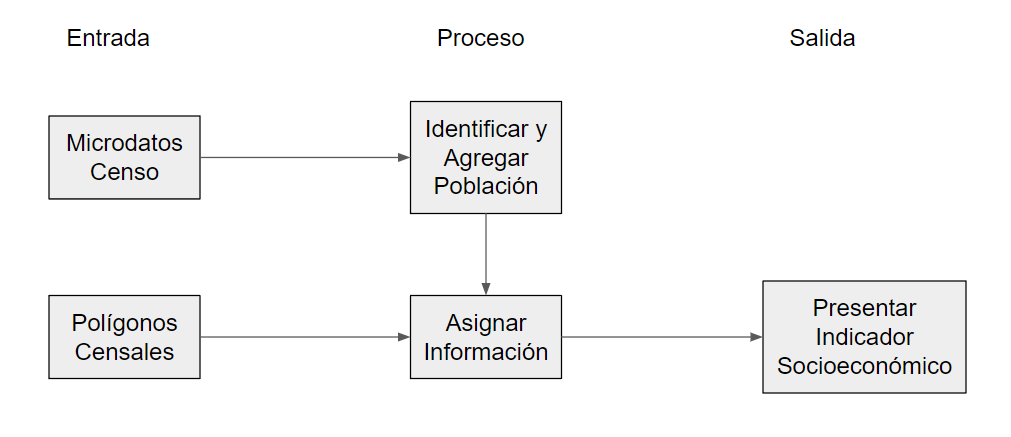 Entrada
Proceso
Salida
Microdatos
Censo
Identificar y
Agregar
Población
Polígonos
Censales
Asignar
Información
Presentar
Indicador
Socioeconómico